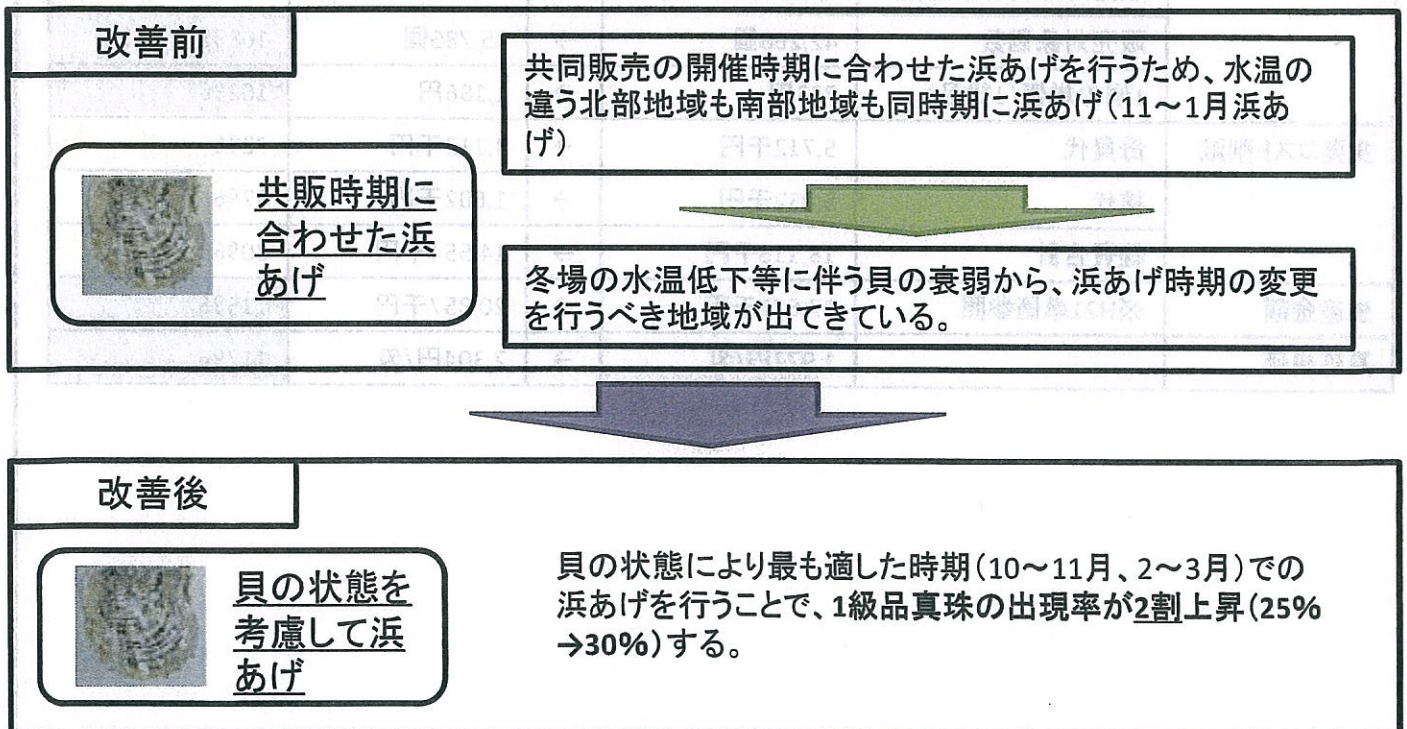 改善前
共同販売の開催時期に合わせた浜あげを行うため、水温の
違う北部地域も南部地域も同時期に浜あげ(11～1月浜あ
げ)
共販時期に
合わせた浜
あげ
冬場の水温低下等に伴う貝の衰弱から、浜あげ時期の変更
を行うべき地域が出てきている。
改善後
貝の状態を
考慮して浜
あげ
貝の状態により最も適した時期(10～11月、2～3月)での
浜あげを行うことで、1級品真珠の出現率が2割上昇(25%
→30%)する。